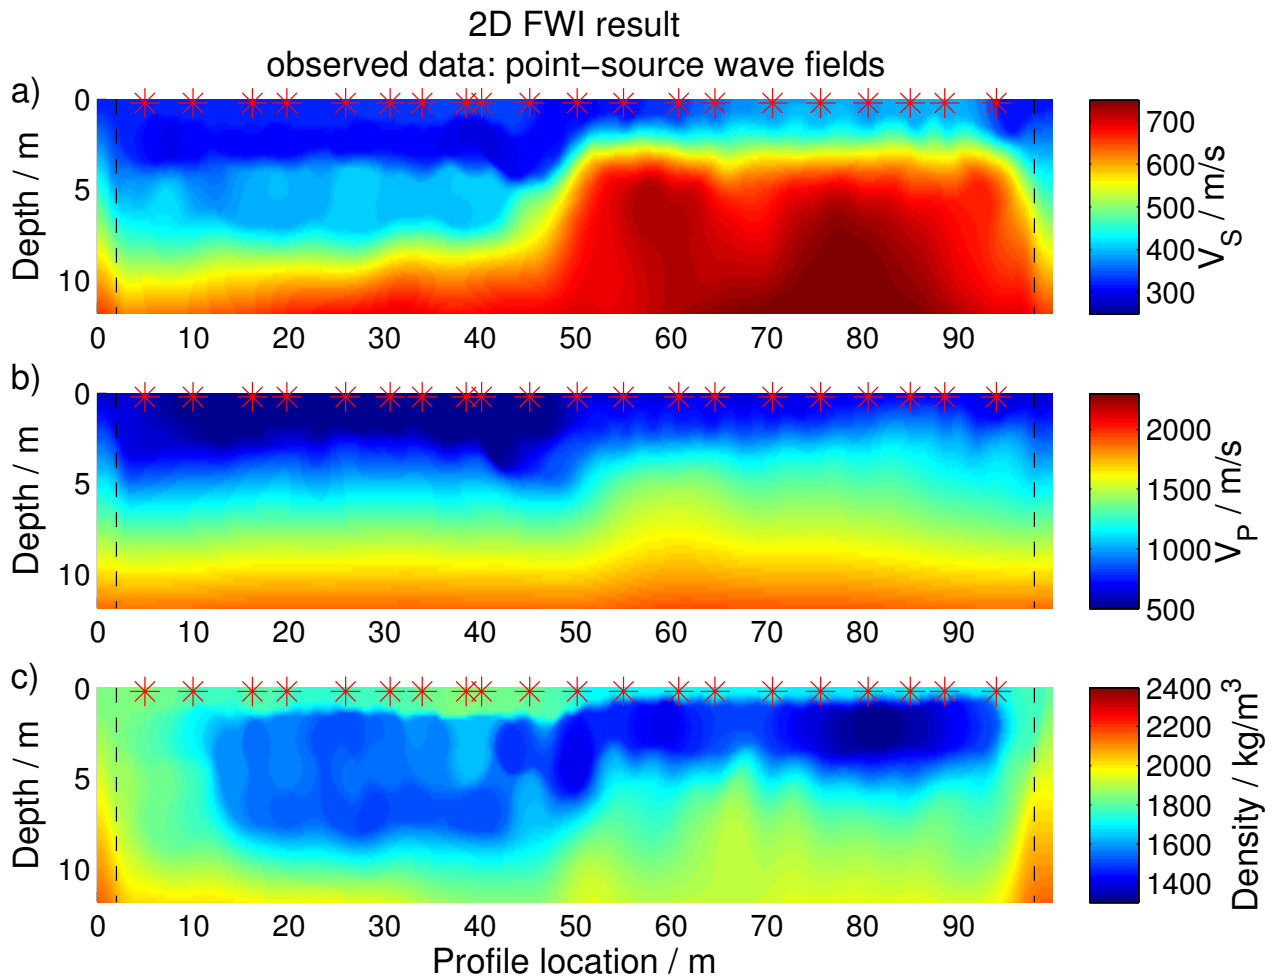 2D FWI result
observed data: point−source wave fields
a)
0
5
10
Depth / m
0 10 20 30 40 50 60 70 80 90
700
600
500
400
300
V_S / m/s
b)
0
5
10
Depth / m
0 10 20 30 40 50 60 70 80 90
2000
1500
1000
500
V_P / m/s
c)
0
5
10
Depth / m
0 10 20 30 40 50 60 70 80 90
2400
2200
2000
1800
1600
1400
Density / kg/m³
Profile location / m